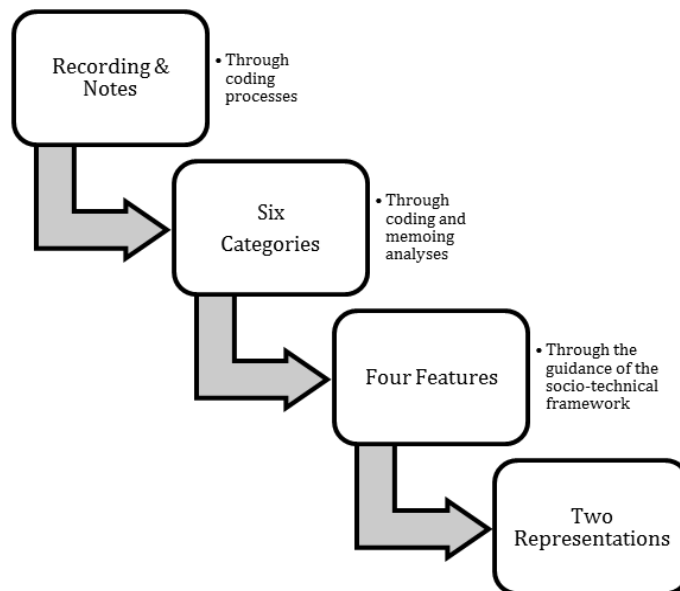 Recording &
Notes
• Through
coding
processes
Six
Categories
• Through
coding and
memoing
analyses
Four Features
• Through the
guidance of the
socio-technical
framework
Two
Representations